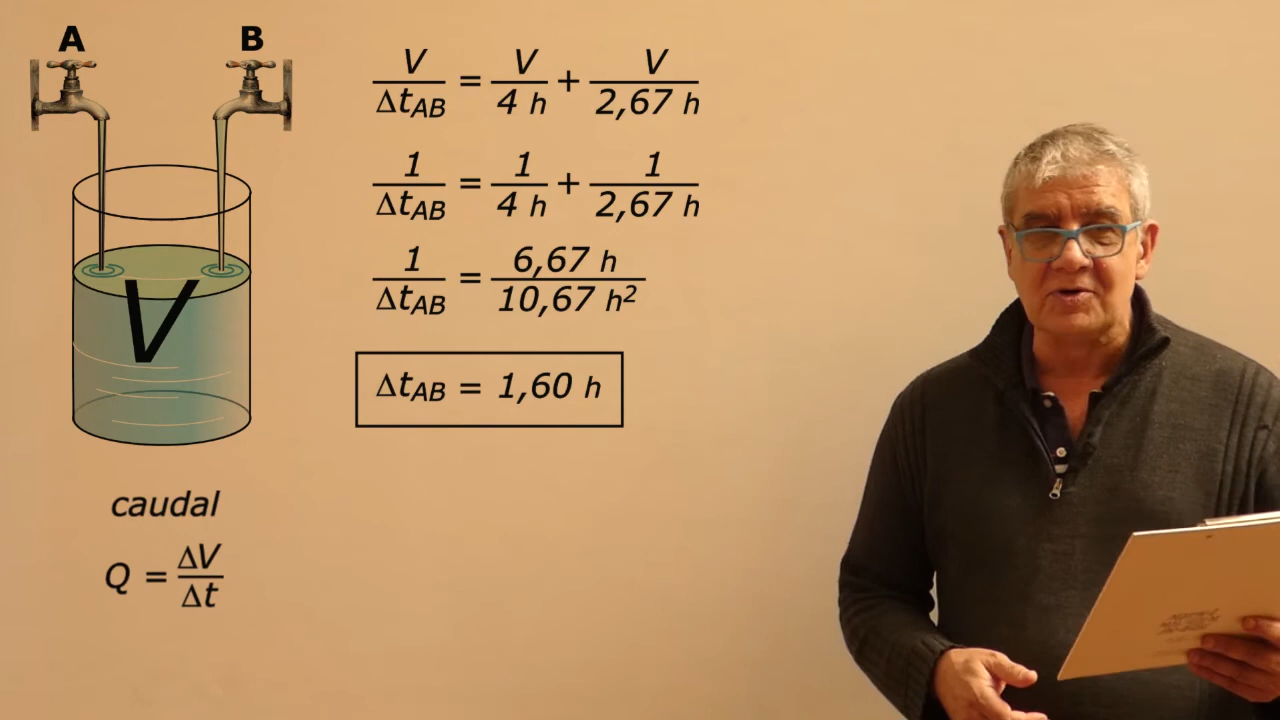 A B
V
caudal
Q = ΔV/Δt
V/Δt_AB = V/4 h + V/2,67 h
1/Δt_AB = 1/4 h + 1/2,67 h
1/Δt_AB = 6,67 h/10,67 h²
Δt_AB = 1,60 h